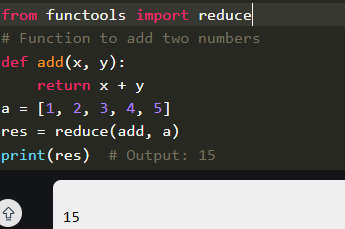 from functools import reduce
# Function to add two numbers
def add(x, y):
    return x + y
a = [1, 2, 3, 4, 5]
res = reduce(add, a)
print(res)  # Output: 15
15